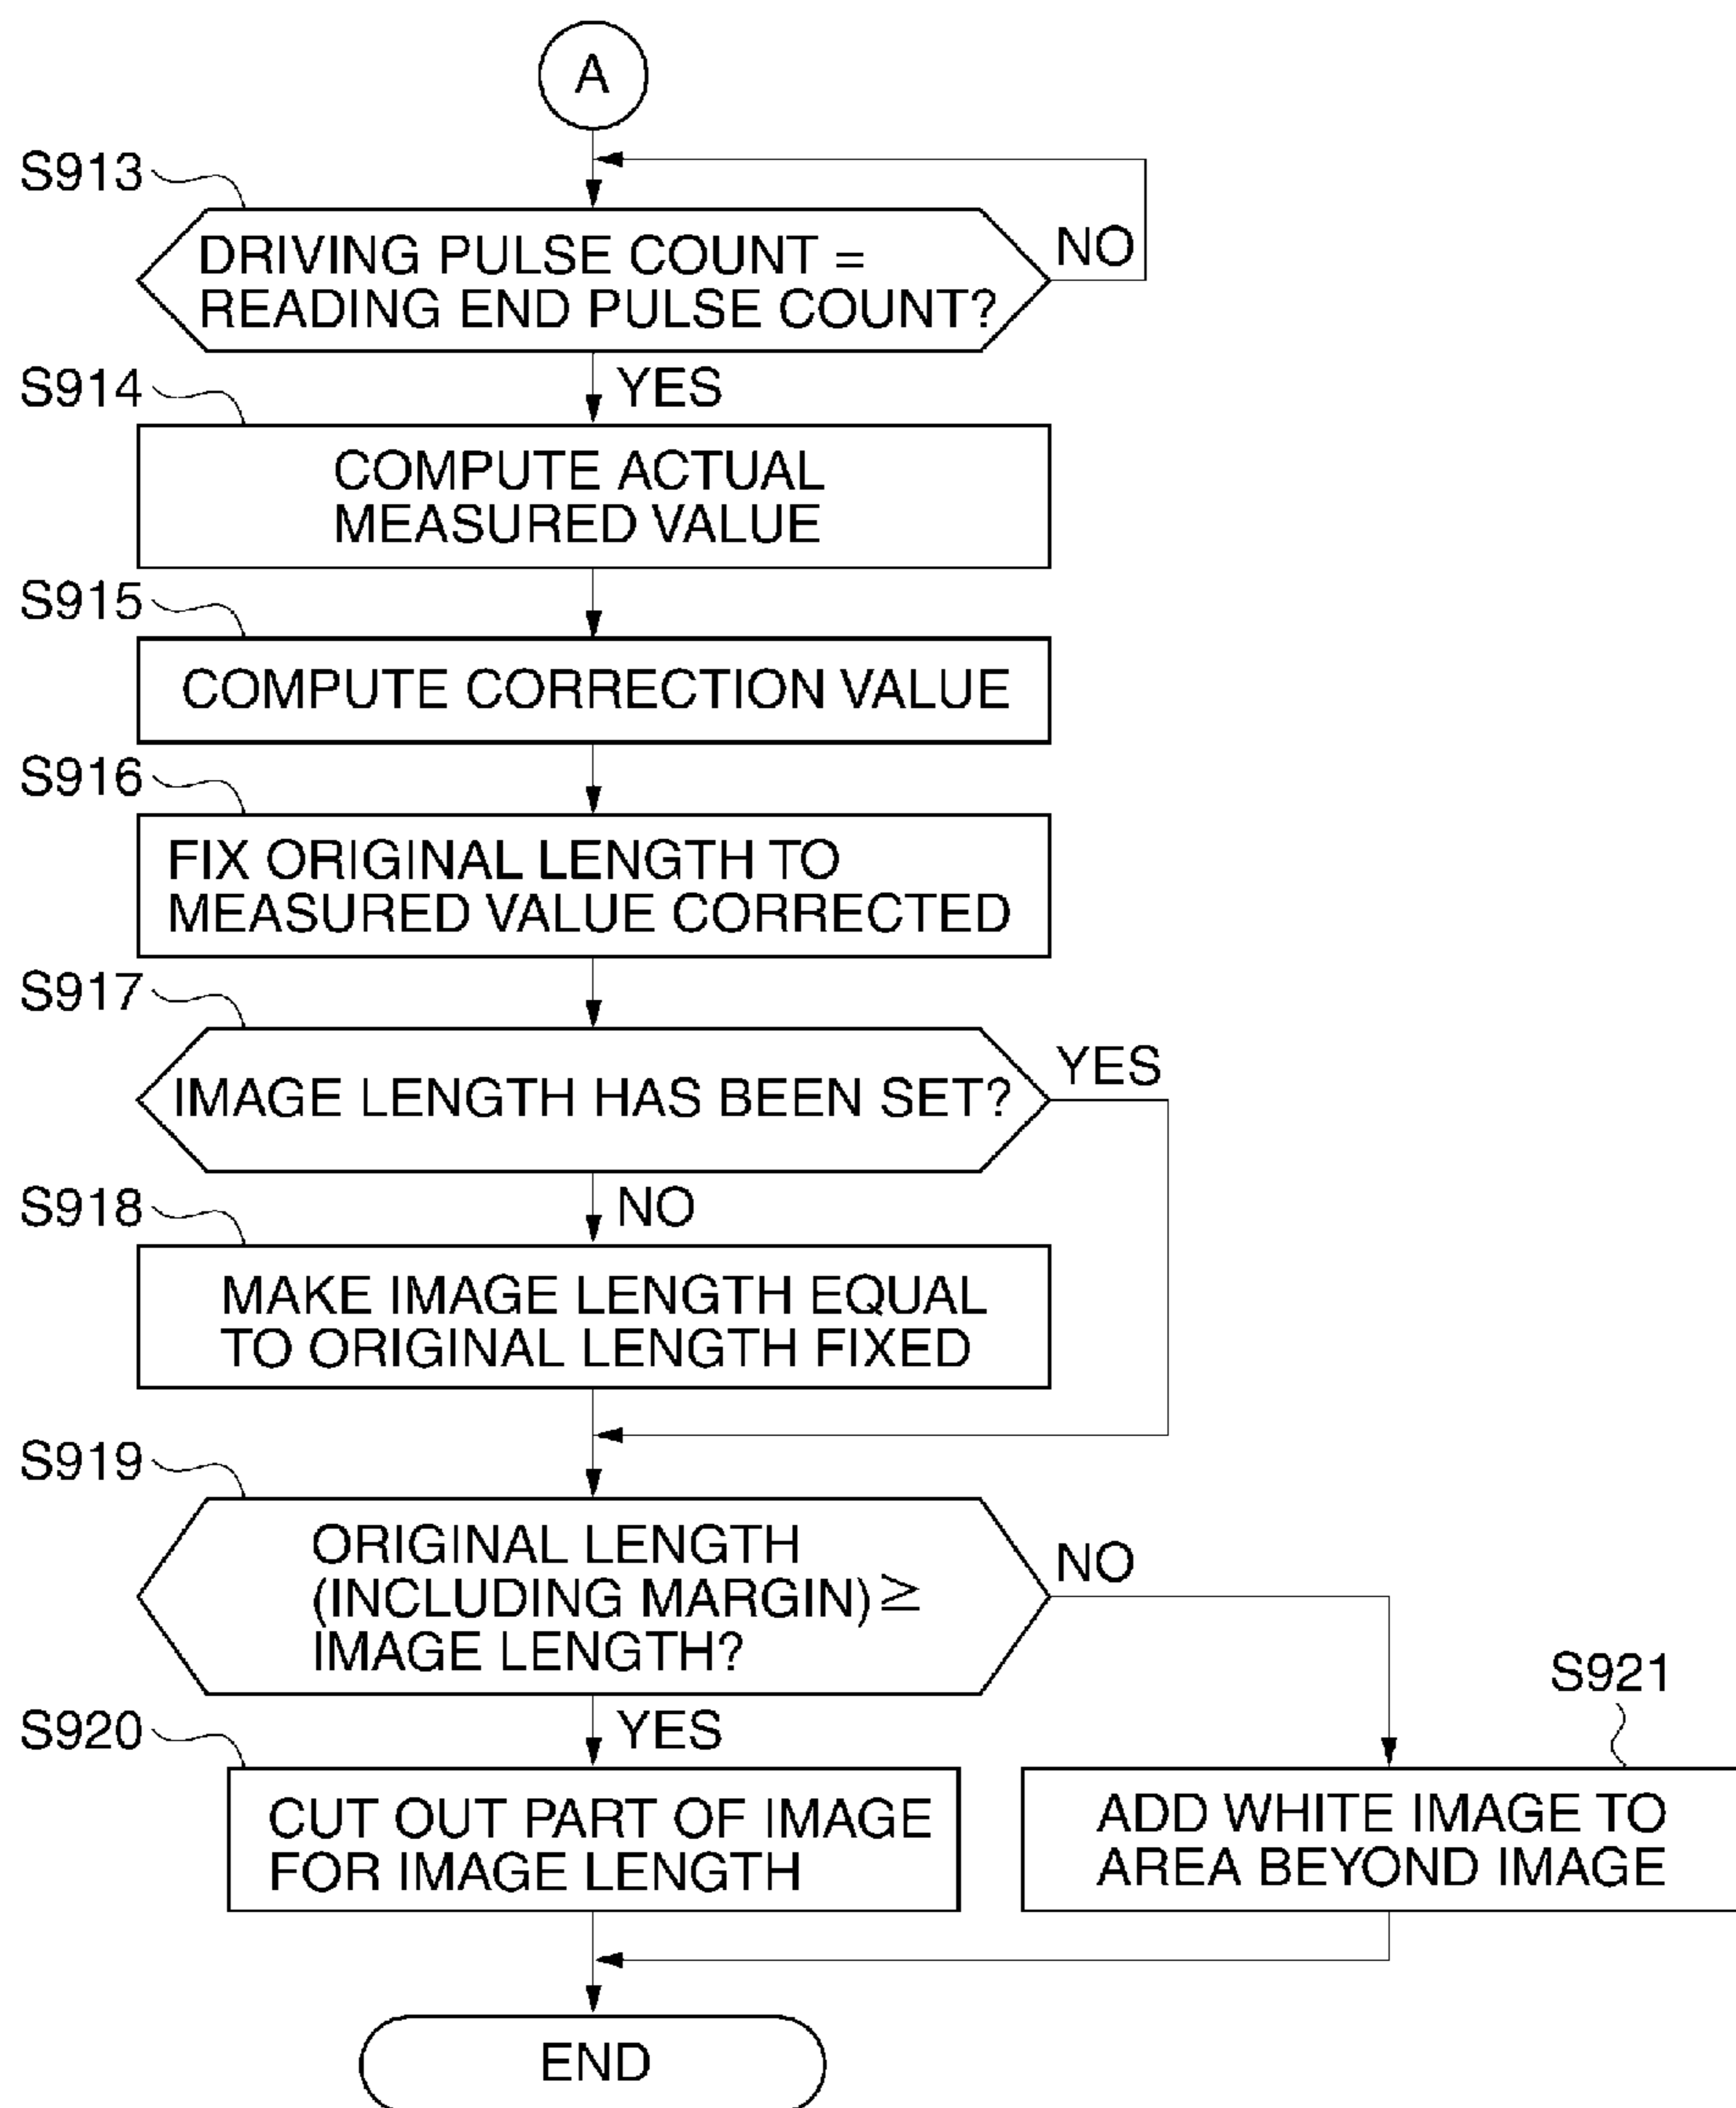 A
S913
DRIVING PULSE COUNT =
READING END PULSE COUNT?
NO
YES
S914
COMPUTE ACTUAL
MEASURED VALUE
S915
COMPUTE CORRECTION VALUE
S916
FIX ORIGINAL LENGTH TO
MEASURED VALUE CORRECTED
S917
IMAGE LENGTH HAS BEEN SET?
YES
NO
S918
MAKE IMAGE LENGTH EQUAL
TO ORIGINAL LENGTH FIXED
S919
ORIGINAL LENGTH
(INCLUDING MARGIN) ≥
IMAGE LENGTH?
NO
YES
S920
CUT OUT PART OF IMAGE
FOR IMAGE LENGTH
S921
ADD WHITE IMAGE TO
AREA BEYOND IMAGE
END